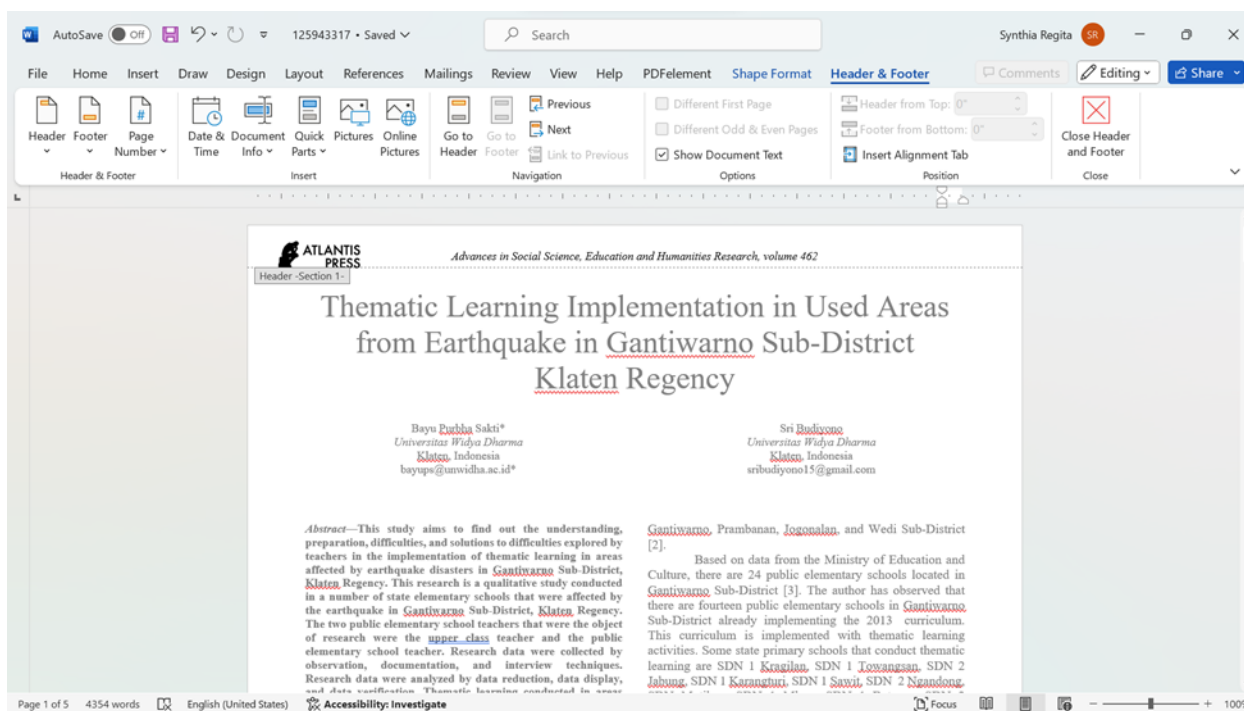 AutoSave Off 125943317 • Saved Search Synthia Regita SR
File Home Insert Draw Design Layout References Mailings Review View Help PDFelement Shape Format Header & Footer Comments Editing Share
Header Footer Page Number
Header & Footer
Date & Time Document Info Quick Parts Pictures Online Pictures
Insert
Go to Header Go to Footer Previous Next Link to Previous
Navigation
Different First Page
Different Odd & Even Pages
Show Document Text
Options
Header from Top: 0"
Footer from Bottom: 0"
Insert Alignment Tab
Position
Close Header and Footer
Close
ATLANTIS
PRESS
Advances in Social Science, Education and Humanities Research, volume 462
Header -Section 1-
Thematic Learning Implementation in Used Areas
from Earthquake in Gantiwarno Sub-District
Klaten Regency
Bayu Purbha Sakti*
Universitas Widya Dharma
Klaten, Indonesia
bayups@unwidha.ac.id*
Sri Budiyono
Universitas Widya Dharma
Klaten, Indonesia
sribudiyono15@gmail.com
Abstract—This study aims to find out the understanding,
preparation, difficulties, and solutions to difficulties explored by
teachers in the implementation of thematic learning in areas
affected by earthquake disasters in Gantiwarno Sub-District,
Klaten Regency. This research is a qualitative study conducted
in a number of state elementary schools that were affected by
the earthquake in Gantiwarno Sub-District, Klaten Regency.
The two public elementary school teachers that were the object
of research were the upper class teacher and the public
elementary school teacher. Research data were collected by
observation, documentation, and interview techniques.
Research data were analyzed by data reduction, data display,
and data verification. Thematic learning conducted in areas
Gantiwarno, Prambanan, Jogonalan, and Wedi Sub-District
[2].
Based on data from the Ministry of Education and
Culture, there are 24 public elementary schools located in
Gantiwarno Sub-District [3]. The author has observed that
there are fourteen public elementary schools in Gantiwarno
Sub-District already implementing the 2013 curriculum.
This curriculum is implemented with thematic learning
activities. Some state primary schools that conduct thematic
learning are SDN 1 Kragilan, SDN 1 Towangsan, SDN 2
Jabung, SDN 1 Karangturi, SDN 1 Sawit, SDN 2 Ngandong,
Page 1 of 5 4354 words English (United States) Accessibility: Investigate Focus 100%